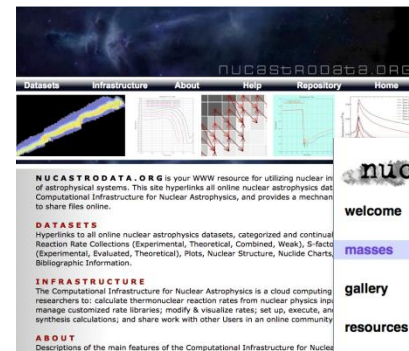 nucastrodata.org
Datasets Infrastructure About Help Repository Home
NUCASTRODATA.ORG is your WWW resource for utilizing nuclear in
of astrophysical systems. This site hyperlinks all online nuclear astrophysics dat
Computational Infrastructure for Nuclear Astrophysics, and provides a mechan
to share files online.
DATASETS
Hyperlinks to all online nuclear astrophysics datasets, categorized and continual
Reaction Rate Collections (Experimental, Theoretical, Combined, Weak), S-facto
(Experimental, Evaluated, Theoretical), Plots, Nuclear Structure, Nuclide Charts,
Bibliographic Information.
INFRASTRUCTURE
The Computational Infrastructure for Nuclear Astrophysics is a cloud computing
researchers to: calculate thermonuclear reaction rates from nuclear physics inpu
manage customized rate libraries; modify & visualize rates; set up, execute, an
synthesis calculations; and share work with other Users in an online community
ABOUT
Descriptions of the main features of the Computational Infrastructure for Nuclea
nuc
welcome
masses
gallery
resources